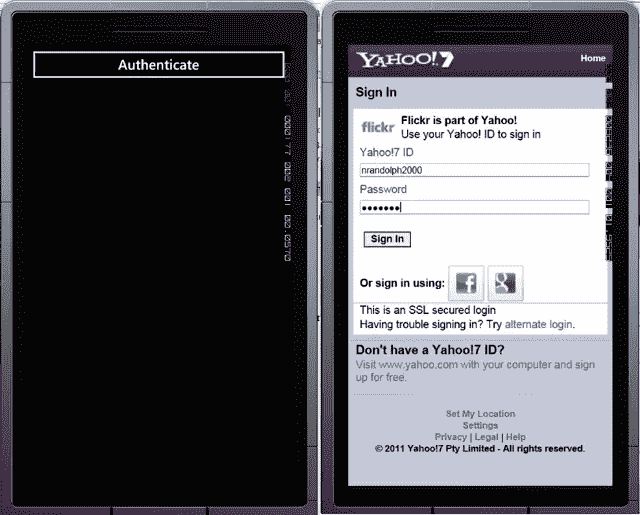 Authenticate
YAHOO!7
Home
Sign In
flickr
Flickr is part of Yahoo!
Use your Yahoo! ID to sign in
Yahoo!7 ID
nrandolph2000
Password
Sign In
Or sign in using:
This is an SSL secured login
Having trouble signing in? Try alternate login.
Don't have a Yahoo!7 ID?
Visit www.yahoo.com with your computer and sign
up for free.
Set My Location
Settings
Privacy | Legal | Help
© 2011 Yahoo!7 Pty Limited - All rights reserved.